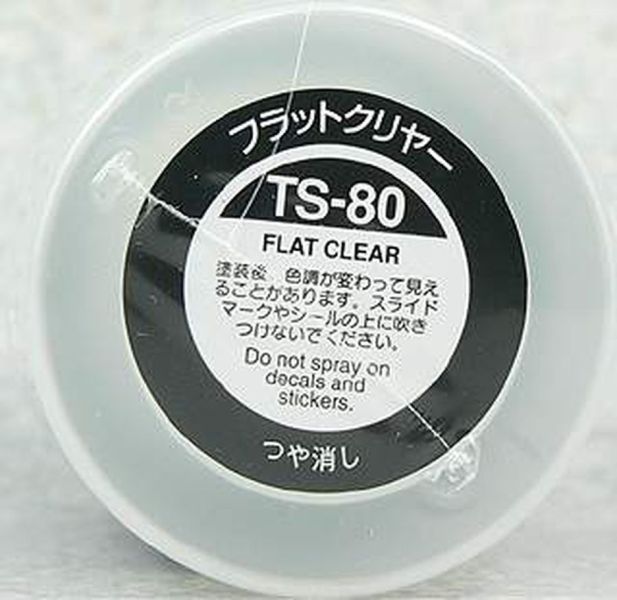 フラットクリヤー
TS-80
FLAT CLEAR
塗装後、色調が変わって見え
ることがあります。スライド
マークやシールの上に吹き
つけないでください。
Do not spray on
decals and
stickers.
つや消し